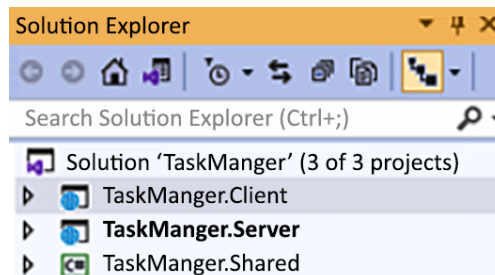 Solution Explorer
Search Solution Explorer (Ctrl+;)
Solution ‘TaskManger’ (3 of 3 projects)
TaskManger.Client
TaskManger.Server
C#
TaskManger.Shared